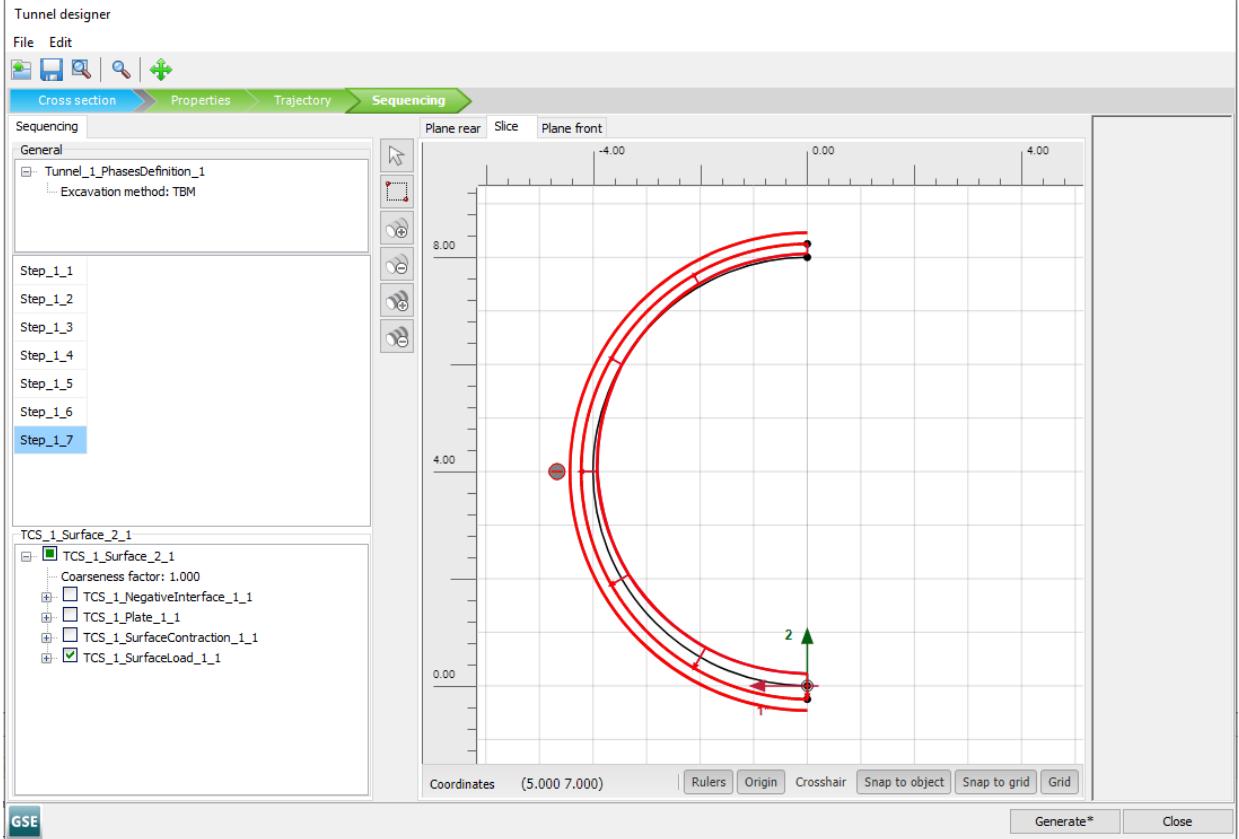 Tunnel designer
File Edit
Cross section Properties Trajectory Sequencing
Sequencing
General
Tunnel_1_PhasesDefinition_1
Excavation method: TBM
Step_1_1
Step_1_2
Step_1_3
Step_1_4
Step_1_5
Step_1_6
Step_1_7
TCS_1_Surface_2_1
TCS_1_Surface_2_1
Coarseness factor: 1.000
TCS_1_NegativeInterface_1_1
TCS_1_Plate_1_1
TCS_1_SurfaceContraction_1_1
TCS_1_SurfaceLoad_1_1
Plane rear Slice Plane front
-4.00 0.00 4.00
8.00
4.00
0.00
2
1
Coordinates (5.000 7.000) Rulers Origin Crosshair Snap to object Snap to grid Grid
GSE Generate* Close